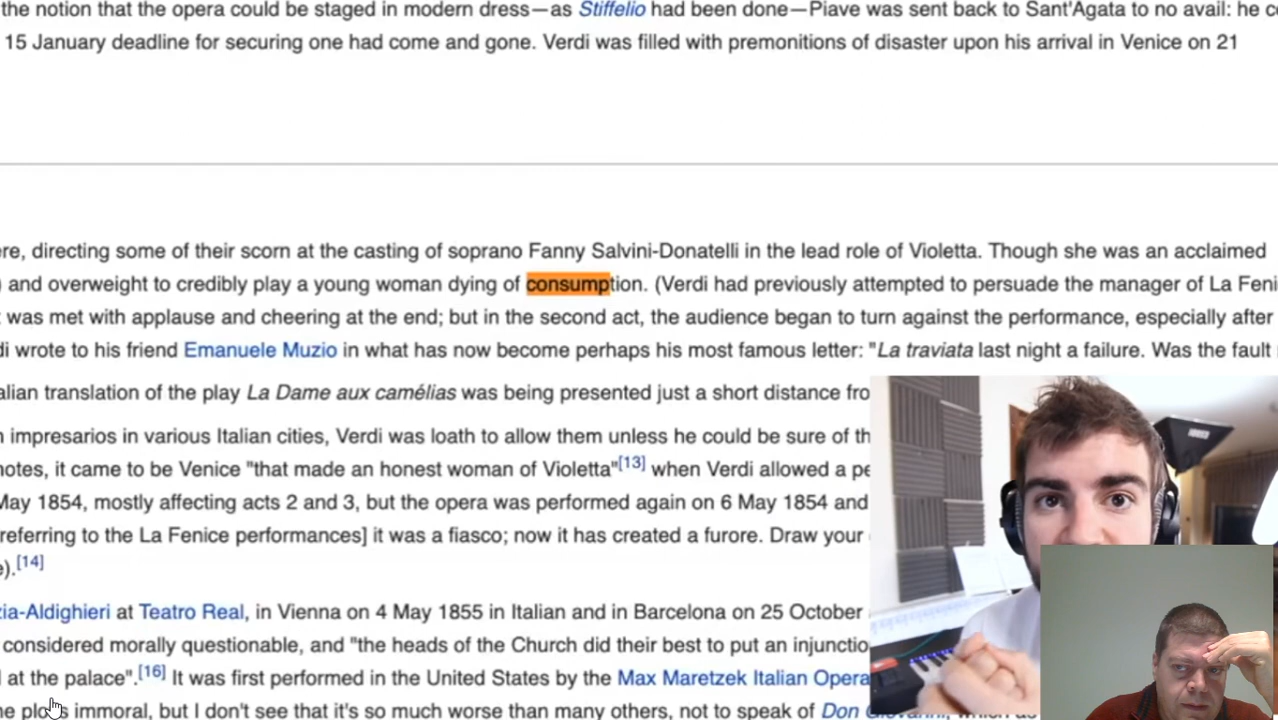 the notion that the opera could be staged in modern dress—as Stiffelio had been done—Piave was sent back to Sant'Agata to no avail: he
15 January deadline for securing one had come and gone. Verdi was filled with premonitions of disaster upon his arrival in Venice on 21
directing some of their scorn at the casting of soprano Fanny Salvini-Donatelli in the lead role of Violetta. Though she was an acclaimed
) and overweight to credibly play a young woman dying of consumption. (Verdi had previously attempted to persuade the manager of La Feni
was met with applause and cheering at the end; but in the second act, the audience began to turn against the performance, especially after
di wrote to his friend Emanuele Muzio in what has now become perhaps his most famous letter: "La traviata last night a failure. Was the fault
alian translation of the play La Dame aux camélias was being presented just a short distance fro
impresarios in various Italian cities, Verdi was loath to allow them unless he could be sure of th
notes, it came to be Venice "that made an honest woman of Violetta"[13] when Verdi allowed a pe
May 1854, mostly affecting acts 2 and 3, but the opera was performed again on 6 May 1854 and
referring to the La Fenice performances] it was a fiasco; now it has created a furore. Draw your
e).[14]
zia-Aldighieri at Teatro Real, in Vienna on 4 May 1855 in Italian and in Barcelona on 25 October
considered morally questionable, and "the heads of the Church did their best to put an injunctio
at the palace".[16] It was first performed in the United States by the Max Maretzek Italian Opera
immoral, but I don't see that it's so much worse than many others, not to speak of Don